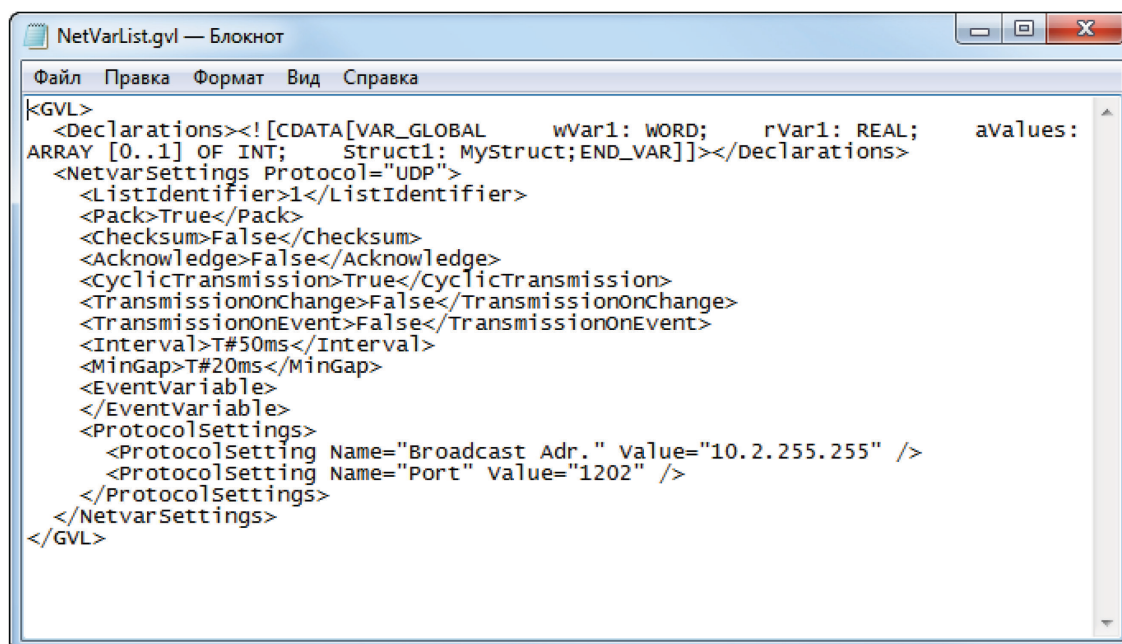 NetVarList.gvl — Блокнот
Файл Правка Формат Вид Справка
<GVL>
  <Declarations><![CDATA[VAR_GLOBAL     wVar1: WORD;     rVar1: REAL;     aValues:
ARRAY [0..1] OF INT;     Struct1: MyStruct;END_VAR]]></Declarations>
  <NetvarSettings Protocol="UDP">
    <ListIdentifier>1</ListIdentifier>
    <Pack>True</Pack>
    <Checksum>False</Checksum>
    <Acknowledge>False</Acknowledge>
    <CyclicTransmission>True</CyclicTransmission>
    <TransmissionOnChange>False</TransmissionOnChange>
    <TransmissionOnEvent>False</TransmissionOnEvent>
    <Interval>T#50ms</Interval>
    <MinGap>T#20ms</MinGap>
    <EventVariable>
    </EventVariable>
    <ProtocolSettings>
      <ProtocolSetting Name="Broadcast Adr." Value="10.2.255.255" />
      <ProtocolSetting Name="Port" Value="1202" />
    </ProtocolSettings>
  </NetvarSettings>
</GVL>